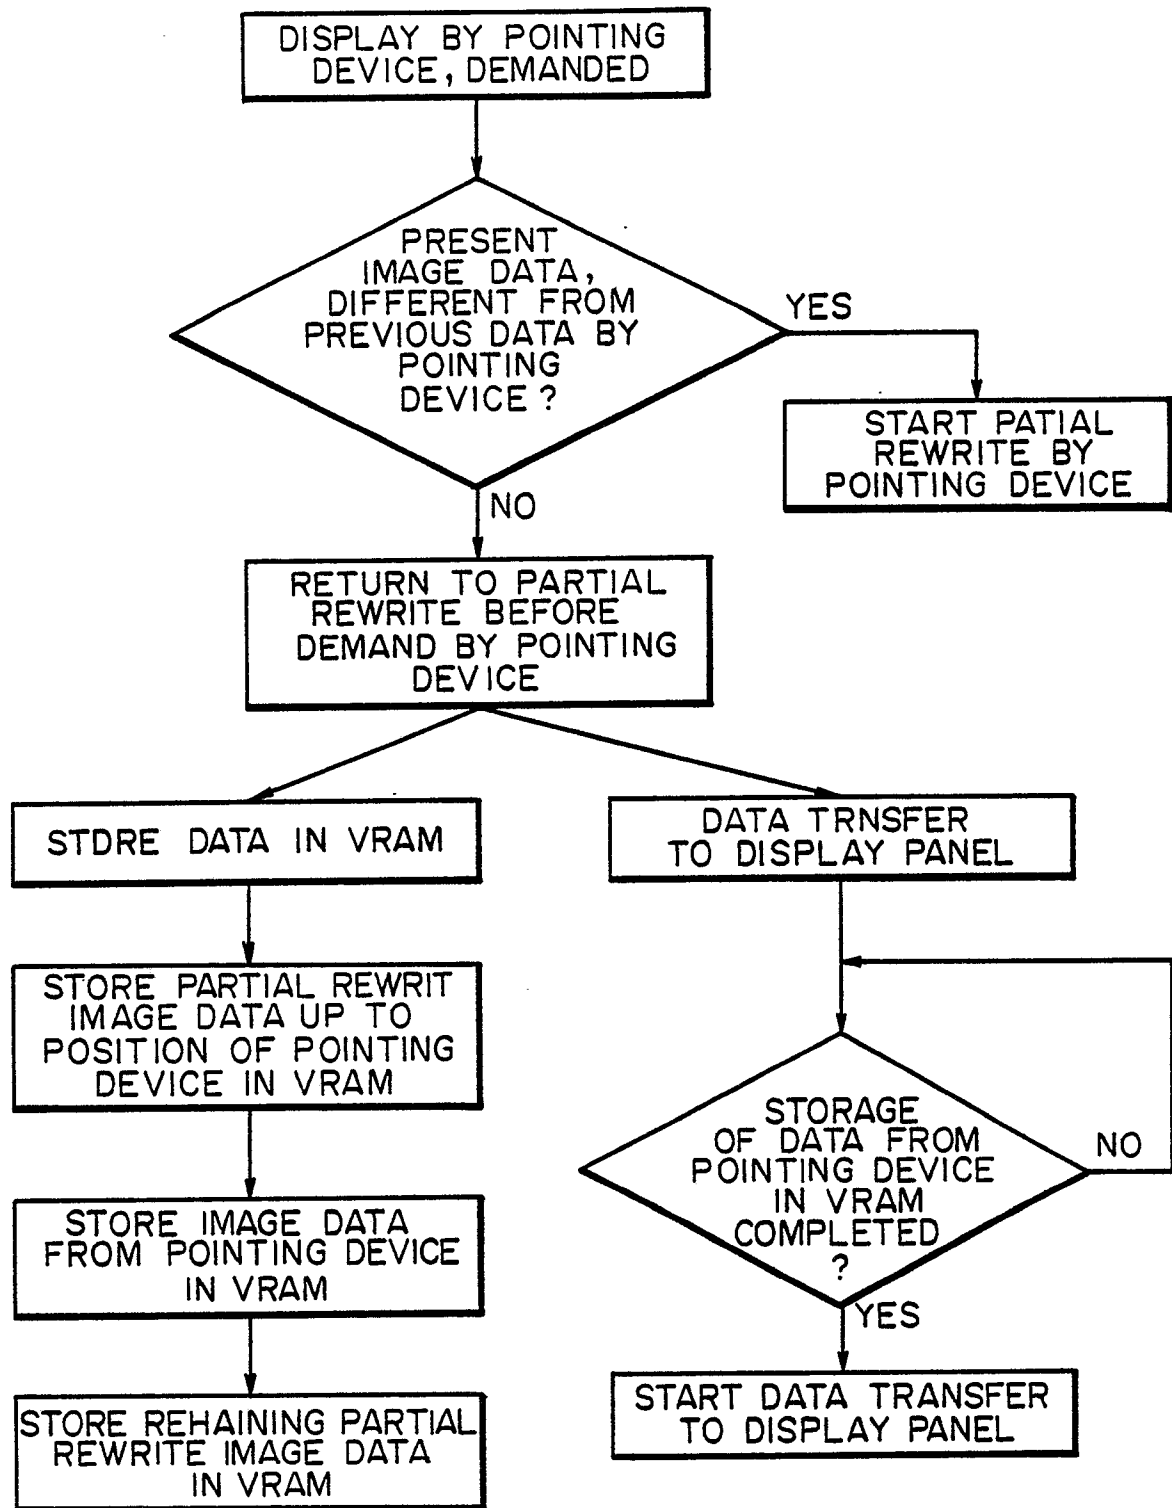 DISPLAY BY POINTING
DEVICE, DEMANDED
PRESENT
IMAGE DATA,
DIFFERENT FROM
PREVIOUS DATA BY
POINTING
DEVICE ?
YES
START PATIAL
REWRITE BY
POINTING DEVICE
NO
RETURN TO PARTIAL
REWRITE BEFORE
DEMAND BY POINTING
DEVICE
STDRE DATA IN VRAM
DATA TRNSFER
TO DISPLAY PANEL
STORE PARTIAL REWRIT
IMAGE DATA UP TO
POSITION OF POINTING
DEVICE IN VRAM
STORAGE
OF DATA FROM
POINTING DEVICE
IN VRAM
COMPLETED
?
NO
STORE IMAGE DATA
FROM POINTING DEVICE
IN VRAM
YES
START DATA TRANSFER
TO DISPLAY PANEL
STORE REHAINING PARTIAL
REWRITE IMAGE DATA
IN VRAM